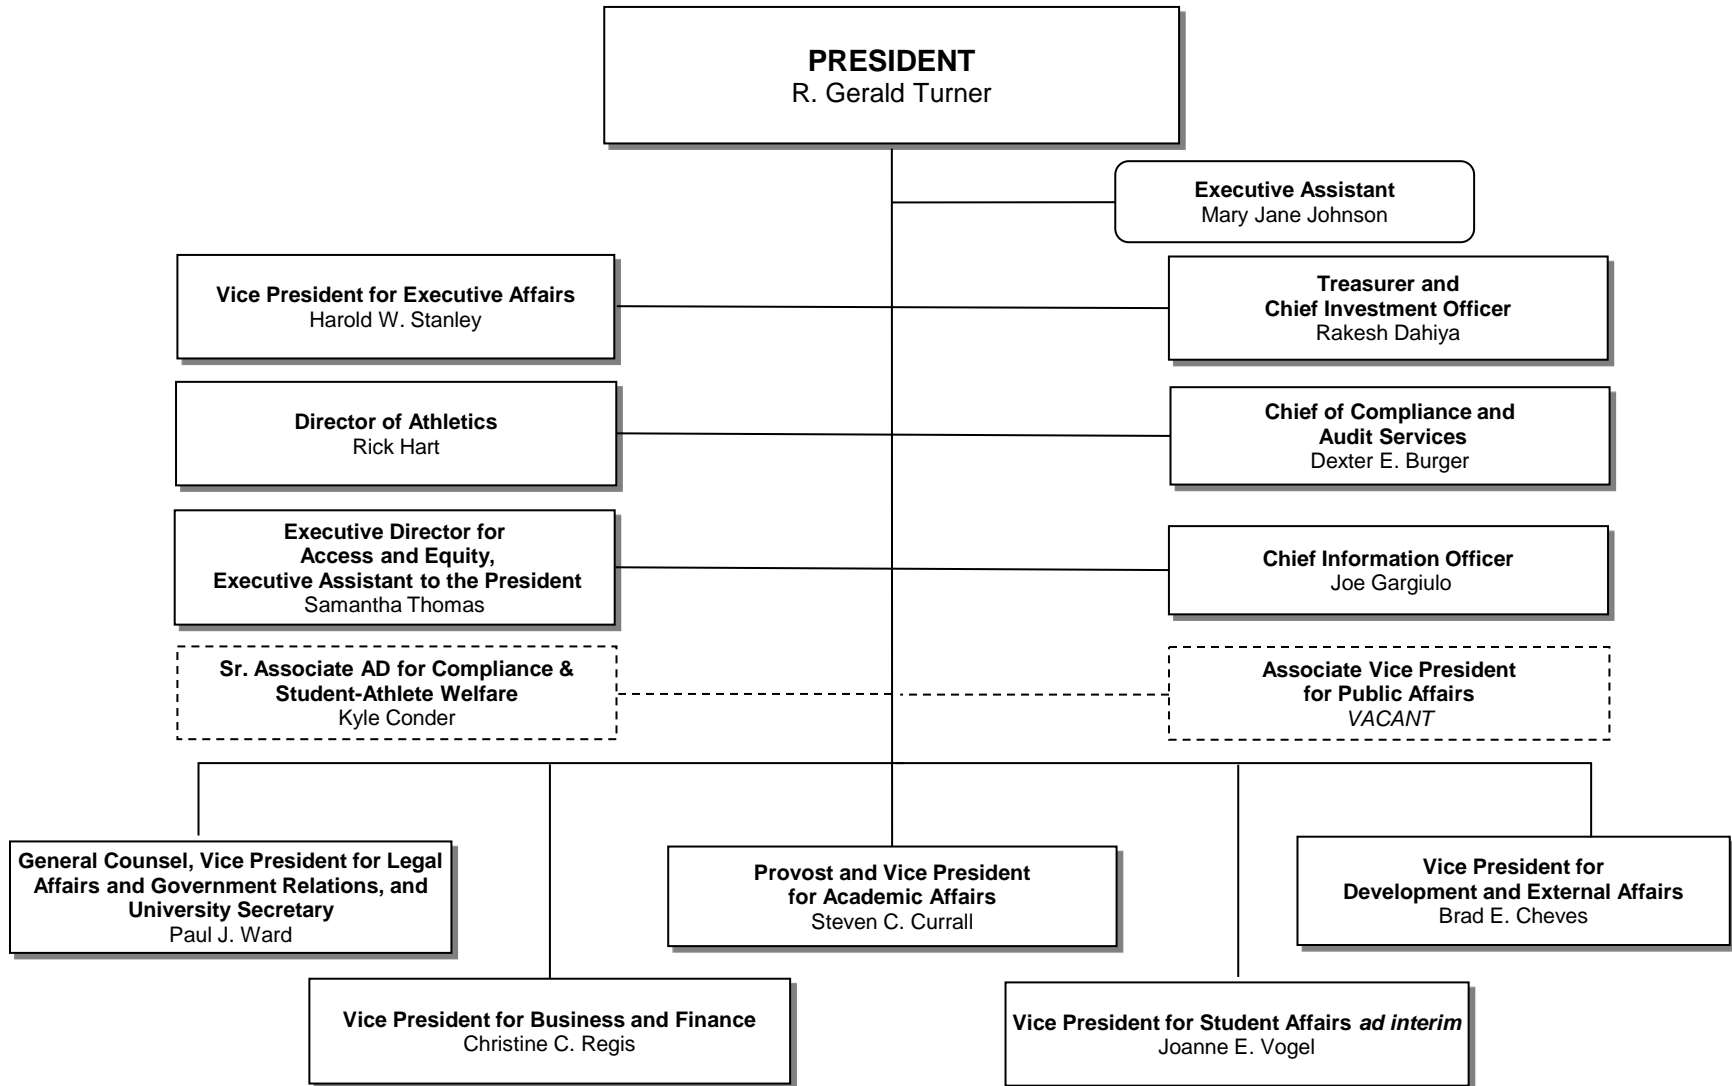 PRESIDENT
R. Gerald Turner
Executive Assistant
Mary Jane Johnson
Vice President for Executive Affairs
Harold W. Stanley
Treasurer and
Chief Investment Officer
Rakesh Dahiya
Director of Athletics
Rick Hart
Chief of Compliance and
Audit Services
Dexter E. Burger
Executive Director for
Access and Equity,
Executive Assistant to the President
Samantha Thomas
Chief Information Officer
Joe Gargiulo
Sr. Associate AD for Compliance &
Student-Athlete Welfare
Kyle Conder
Associate Vice President
for Public Affairs
VACANT
General Counsel, Vice President for Legal
Affairs and Government Relations, and
University Secretary
Paul J. Ward
Provost and Vice President
for Academic Affairs
Steven C. Currall
Vice President for
Development and External Affairs
Brad E. Cheves
Vice President for Business and Finance
Christine C. Regis
Vice President for Student Affairs ad interim
Joanne E. Vogel